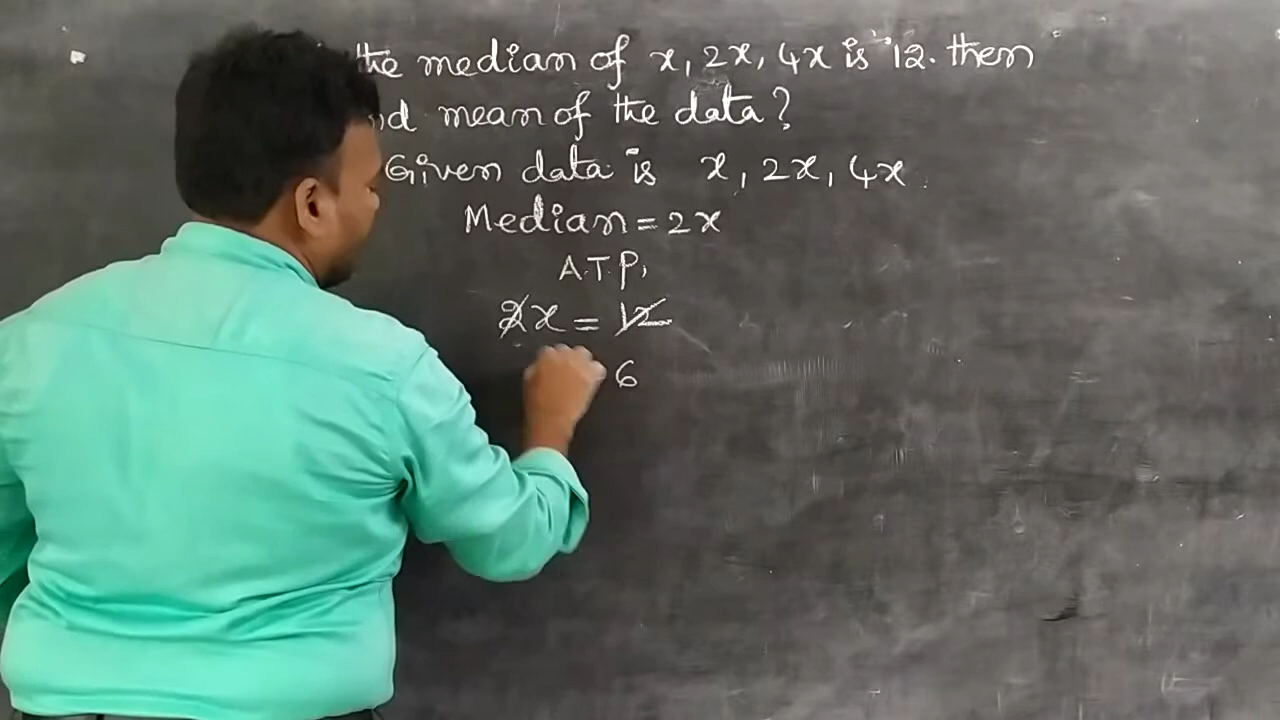 the median of x, 2x, 4x is 12. then
mean of the data?
Given data is x, 2x, 4x
Median = 2x
A.T.P,
2x = 12
6